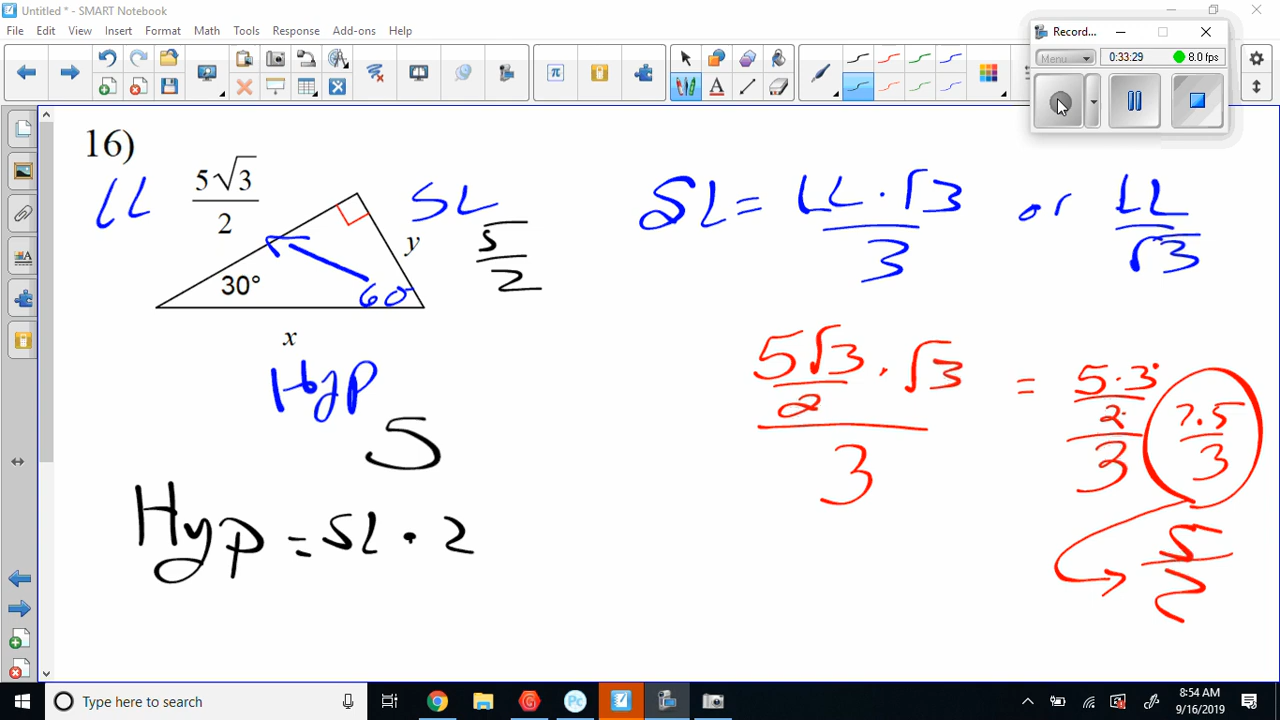 Untitled * - SMART Notebook
File Edit View Insert Format Math Tools Response Add-ons Help
Record...
Menu 0:33:29 8.0 fps
16)
LL 5√3/2 SL
y 5/2
30° 60°
x
Hyp
5
Hyp = SL · 2
SL = LL · √3/3 or LL/√3
5√3/2 · √3 / 3 = 5 · 3/2 / 3 7.5/3
5/2
Type here to search
8:54 AM
9/16/2019